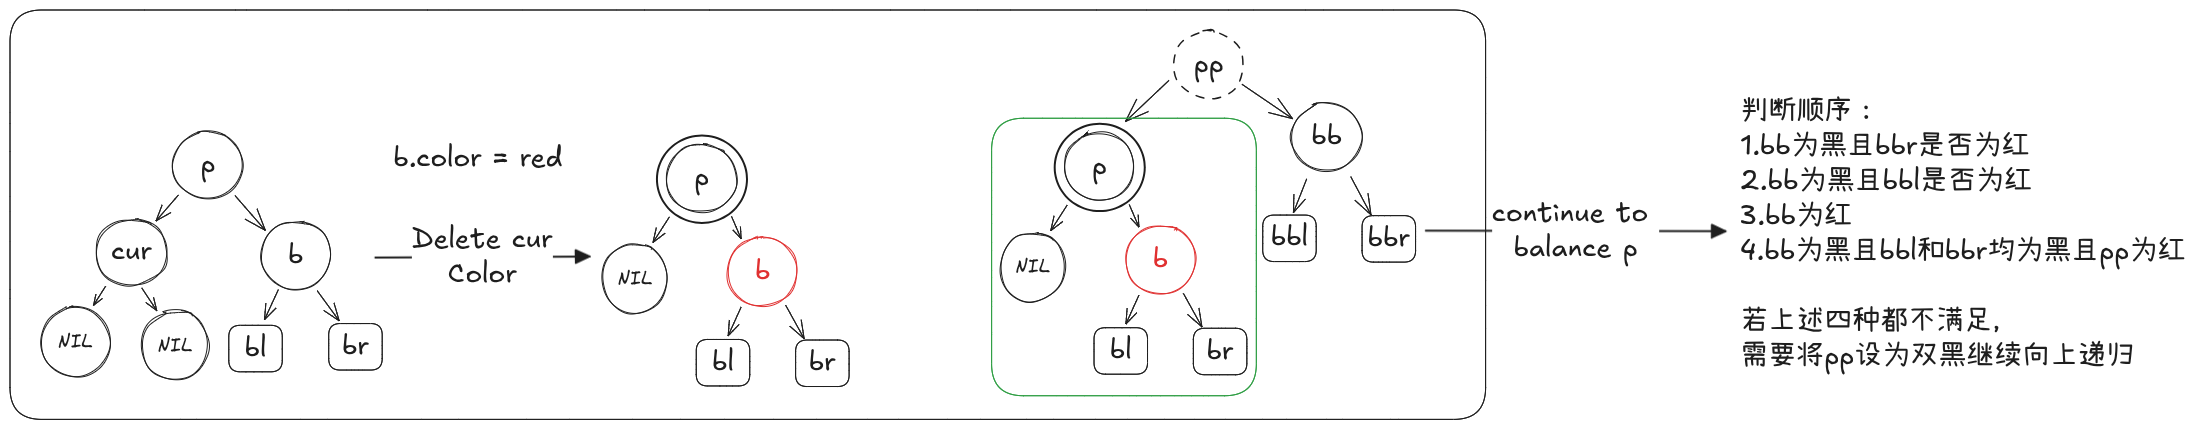 p
cur
b
NIL
NIL
bl
br
b.color = red
Delete cur
Color
p
NIL
b
bl
br
pp
p
bb
NIL
b
bbl
bbr
bl
br
continue to
balance p
判断顺序：
1.bb为黑且bbr是否为红
2.bb为黑且bbl是否为红
3.bb为红
4.bb为黑且bbl和bbr均为黑且pp为红
若上述四种都不满足,
需要将pp设为双黑继续向上递归